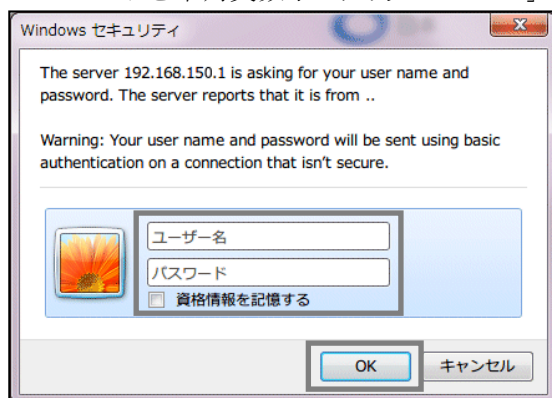 Windows セキュリティ
The server 192.168.150.1 is asking for your user name and
password. The server reports that it is from ..
Warning: Your user name and password will be sent using basic
authentication on a connection that isn't secure.
ユーザー名
パスワード
資格情報を記憶する
OK
キャンセル